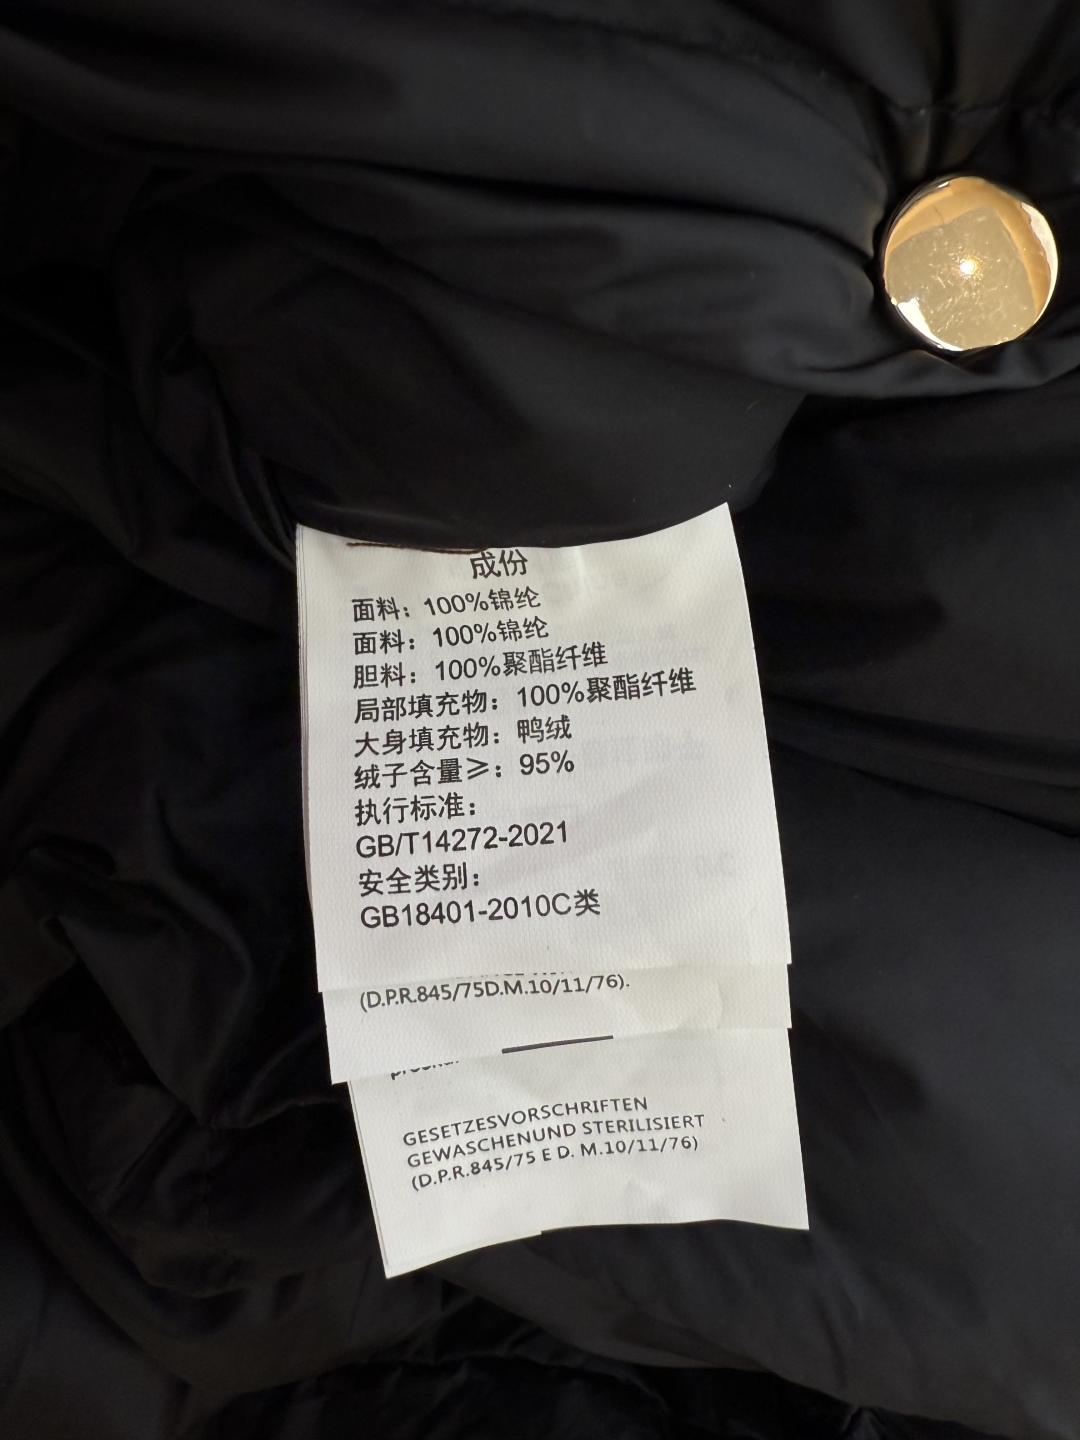 成份
面料：100%锦纶
面料：100%锦纶
胆料：100%聚酯纤维
局部填充物：100%聚酯纤维
大身填充物：鸭绒
绒子含量≥：95%
执行标准：
GB/T14272-2021
安全类别：
GB18401-2010C类
(D.P.R.845/75D.M.10/11/76).
GESETZESVORSCHRIFTEN
GEWASCHENUND STERILISIERT
(D.P.R.845/75 E D. M.10/11/76)